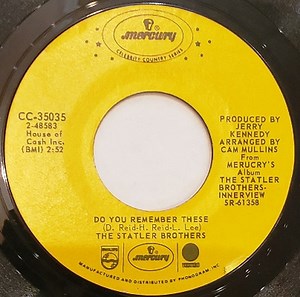 mercury
CELEBRITY COUNTRY SERIES
CC-35035
2-48583
House of
Cash Inc.
(BMI) 2:52
PRODUCED BY
JERRY
KENNEDY
ARRANGED BY
CAM MULLINS
From
MERUCRY'S
Album
THE STATLER
BROTHERS-
INNERVIEW
SR-61358
DO YOU REMEMBER THESE
(D. Reid-H. Reid-L. Lee)
THE STATLER BROTHERS
PHILIPS
mercury
MANUFACTURED AND DISTRIBUTED BY PHONOGRAM, INC.